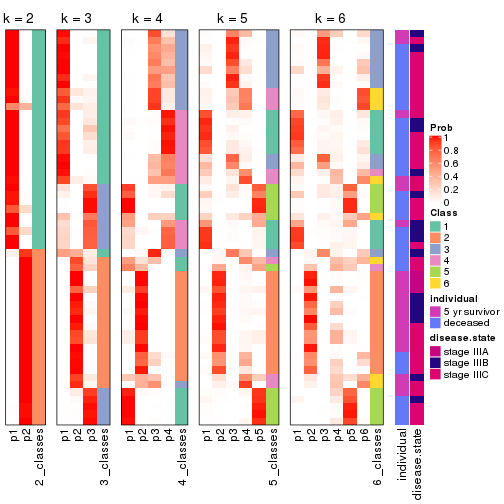 k = 2
k = 3
k = 4
k = 5
k = 6
p1
p2
2_classes
p1
p2
p3
3_classes
p1
p2
p3
p4
4_classes
p1
p2
p3
p4
p5
5_classes
p1
p2
p3
p4
p5
p6
6_classes
individual
disease.state
Prob
1
0.8
0.6
0.4
0.2
0
Class
1
2
3
4
5
6
individual
5 yr survivor
deceased
disease.state
stage IIIA
stage IIIB
stage IIIC